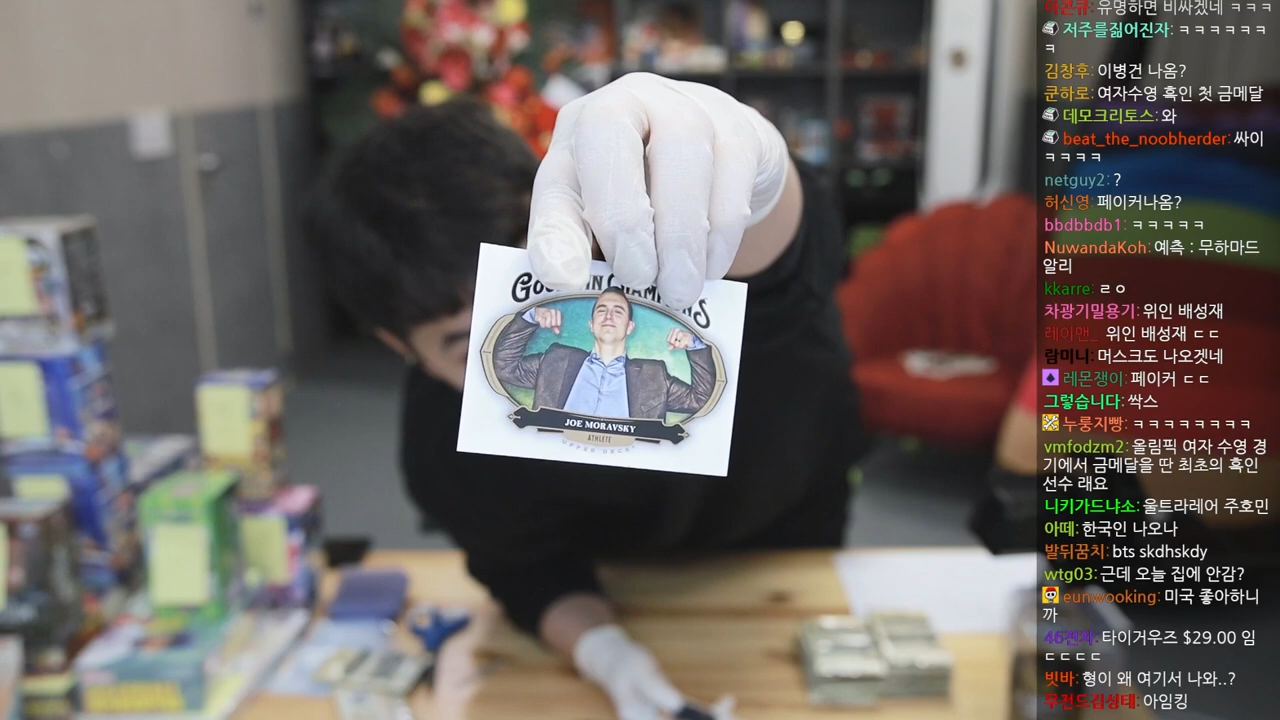 GOODWIN CHAMPIONS
JOE MORAVSKY
ATHLETE
UPPER DECK
유명하면 비싸겠네 ㅋㅋㅋ
저주를짊어진자: ㅋㅋㅋㅋㅋㅋ
ㅋ
김창후: 이병건 나옴?
쿤하로: 여자수영 흑인 첫 금메달
데모크리토스: 와
beat_the_noobherder: 싸이
ㅋㅋㅋㅋ
netguy2: ?
허신영: 페이커나옴?
bbdbbdb1: ㅋㅋㅋㅋㅋ
NuwandaKoh: 예측 : 무하마드
알리
kkarre: ㄹㅇ
차광기밀용기: 위인 배성재
레이맨_: 위인 배성재 ㄷㄷ
람미니: 머스크도 나오겟네
레몬쟁이: 페이커 ㄷㄷ
그렇습니다: 싹스
누룽지빵: ㅋㅋㅋㅋㅋㅋㅋㅋ
vmfodzm2: 올림픽 여자 수영 경
기에서 금메달을 딴 최초의 흑인
선수 래요
니키가드냐소: 울트라레어 주호민
아떼: 한국인 나오나
발뒤꿈치: bts skdhskdy
wtg03: 근데 오늘 집에 안감?
eunwooking: 미국 좋아하니
까
타이거우즈 $29.00 임
ㄷㄷㄷㄷ
빗바: 형이 왜 여기서 나와..?
무전드김성태: 아임킹